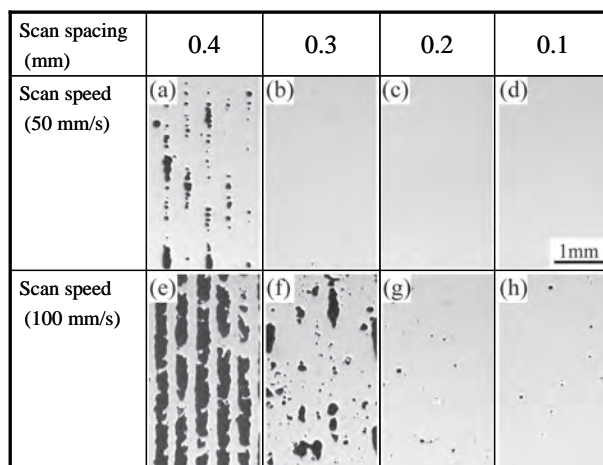 Scan spacing
(mm)
0.4
0.3
0.2
0.1
Scan speed
(50 mm/s)
(a)
(b)
(c)
(d)
1mm
Scan speed
(100 mm/s)
(e)
(f)
(g)
(h)